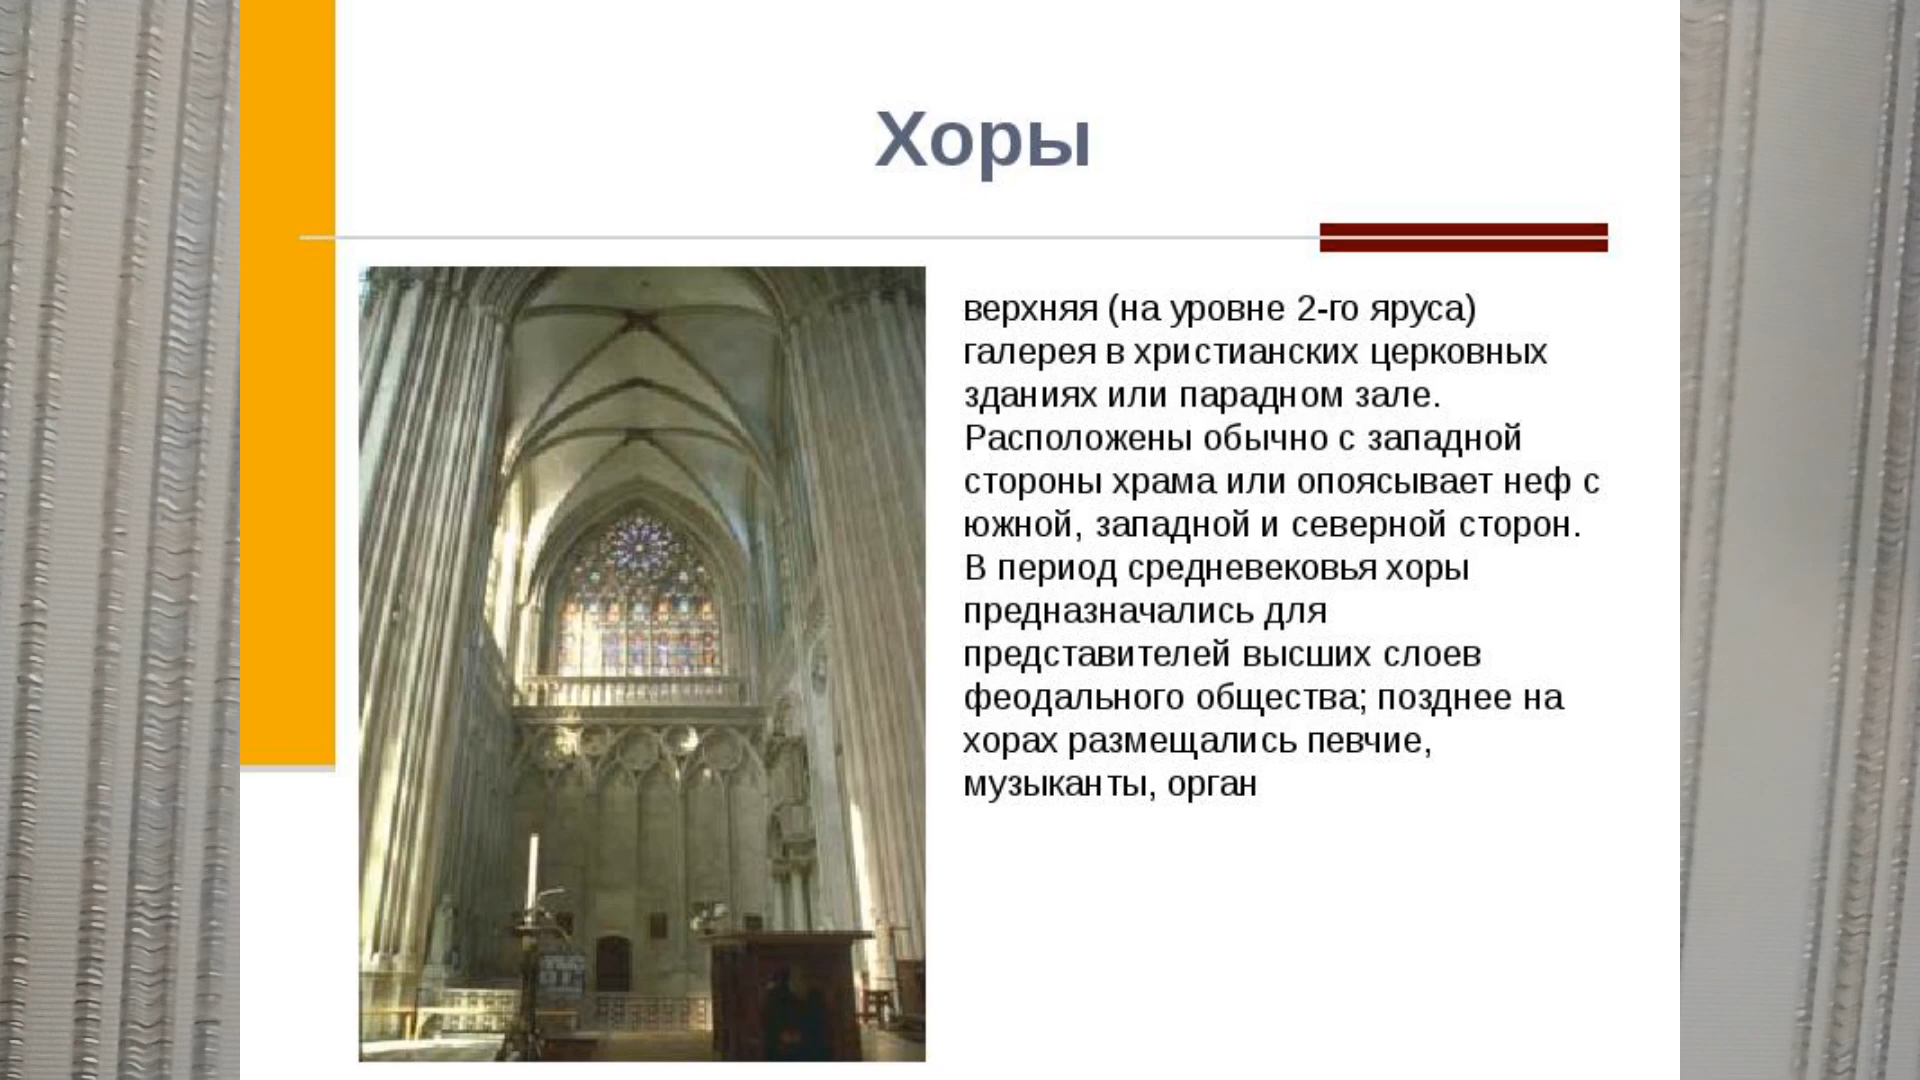 Хоры
верхняя (на уровне 2-го яруса)
галерея в христианских церковных
зданиях или парадном зале.
Расположены обычно с западной
стороны храма или опоясывает неф с
южной, западной и северной сторон.
В период средневековья хоры
предназначались для
представителей высших слоев
феодального общества; позднее на
хорах размещались певчие,
музыканты, орган